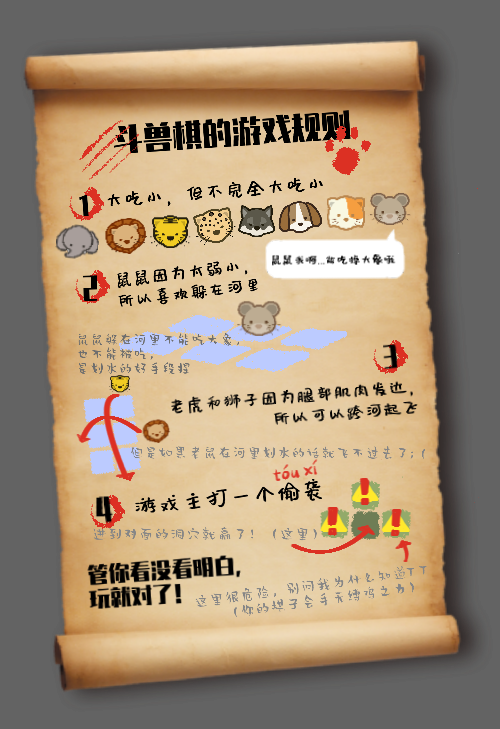 斗兽棋的游戏规则
1 大吃小，但不完全大吃小
鼠鼠我啊...能吃掉大象啦
2 鼠鼠因为太弱小，
所以喜欢躲在河里
鼠鼠躲在河里不能吃大象，
也不能被吃，
是划水的好手段捏
3
老虎和狮子因为腿部肌肉发达，
所以可以跨河起飞
但是如果老鼠在河里划水的话就飞不过去了:(
tóu xí
4 游戏主打一个偷袭
进到对面的洞穴就赢了！（这里）
管你看没看明白，
玩就对了！
这里很危险，别问我为什么知道TT
（你的棋子会手无缚鸡之力）